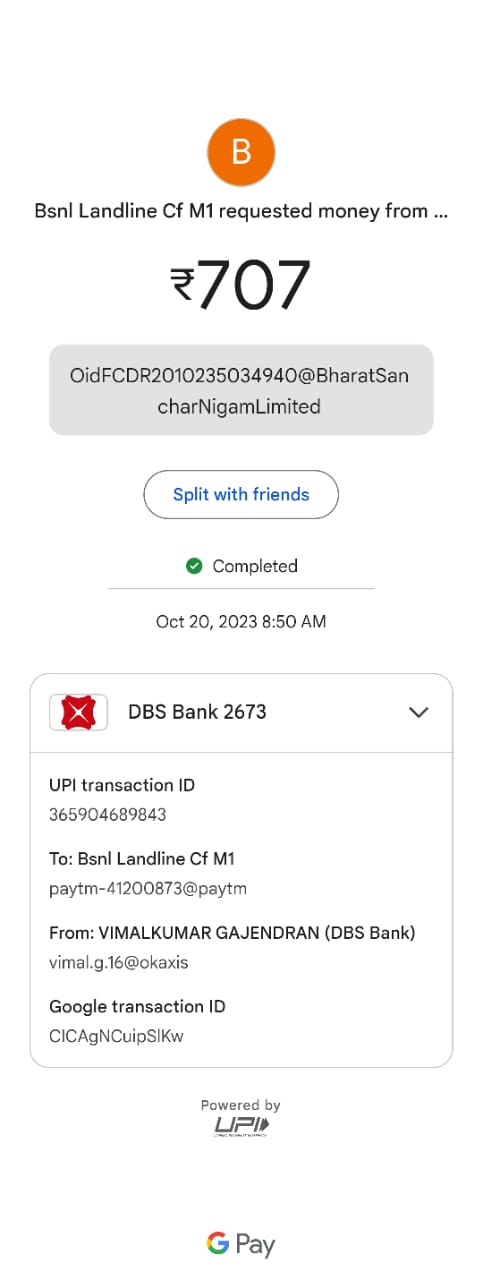 B
Bsnl Landline Cf M1 requested money from ...
₹707
OidFCDR2010235034940@BharatSan
charNigamLimited
Split with friends
Completed
Oct 20, 2023 8:50 AM
DBS Bank 2673
UPI transaction ID
365904689843
To: Bsnl Landline Cf M1
paytm-41200873@paytm
From: VIMALKUMAR GAJENDRAN (DBS Bank)
vimal.g.16@okaxis
Google transaction ID
CICAgNCuipSlKw
Powered by
UPI
G Pay